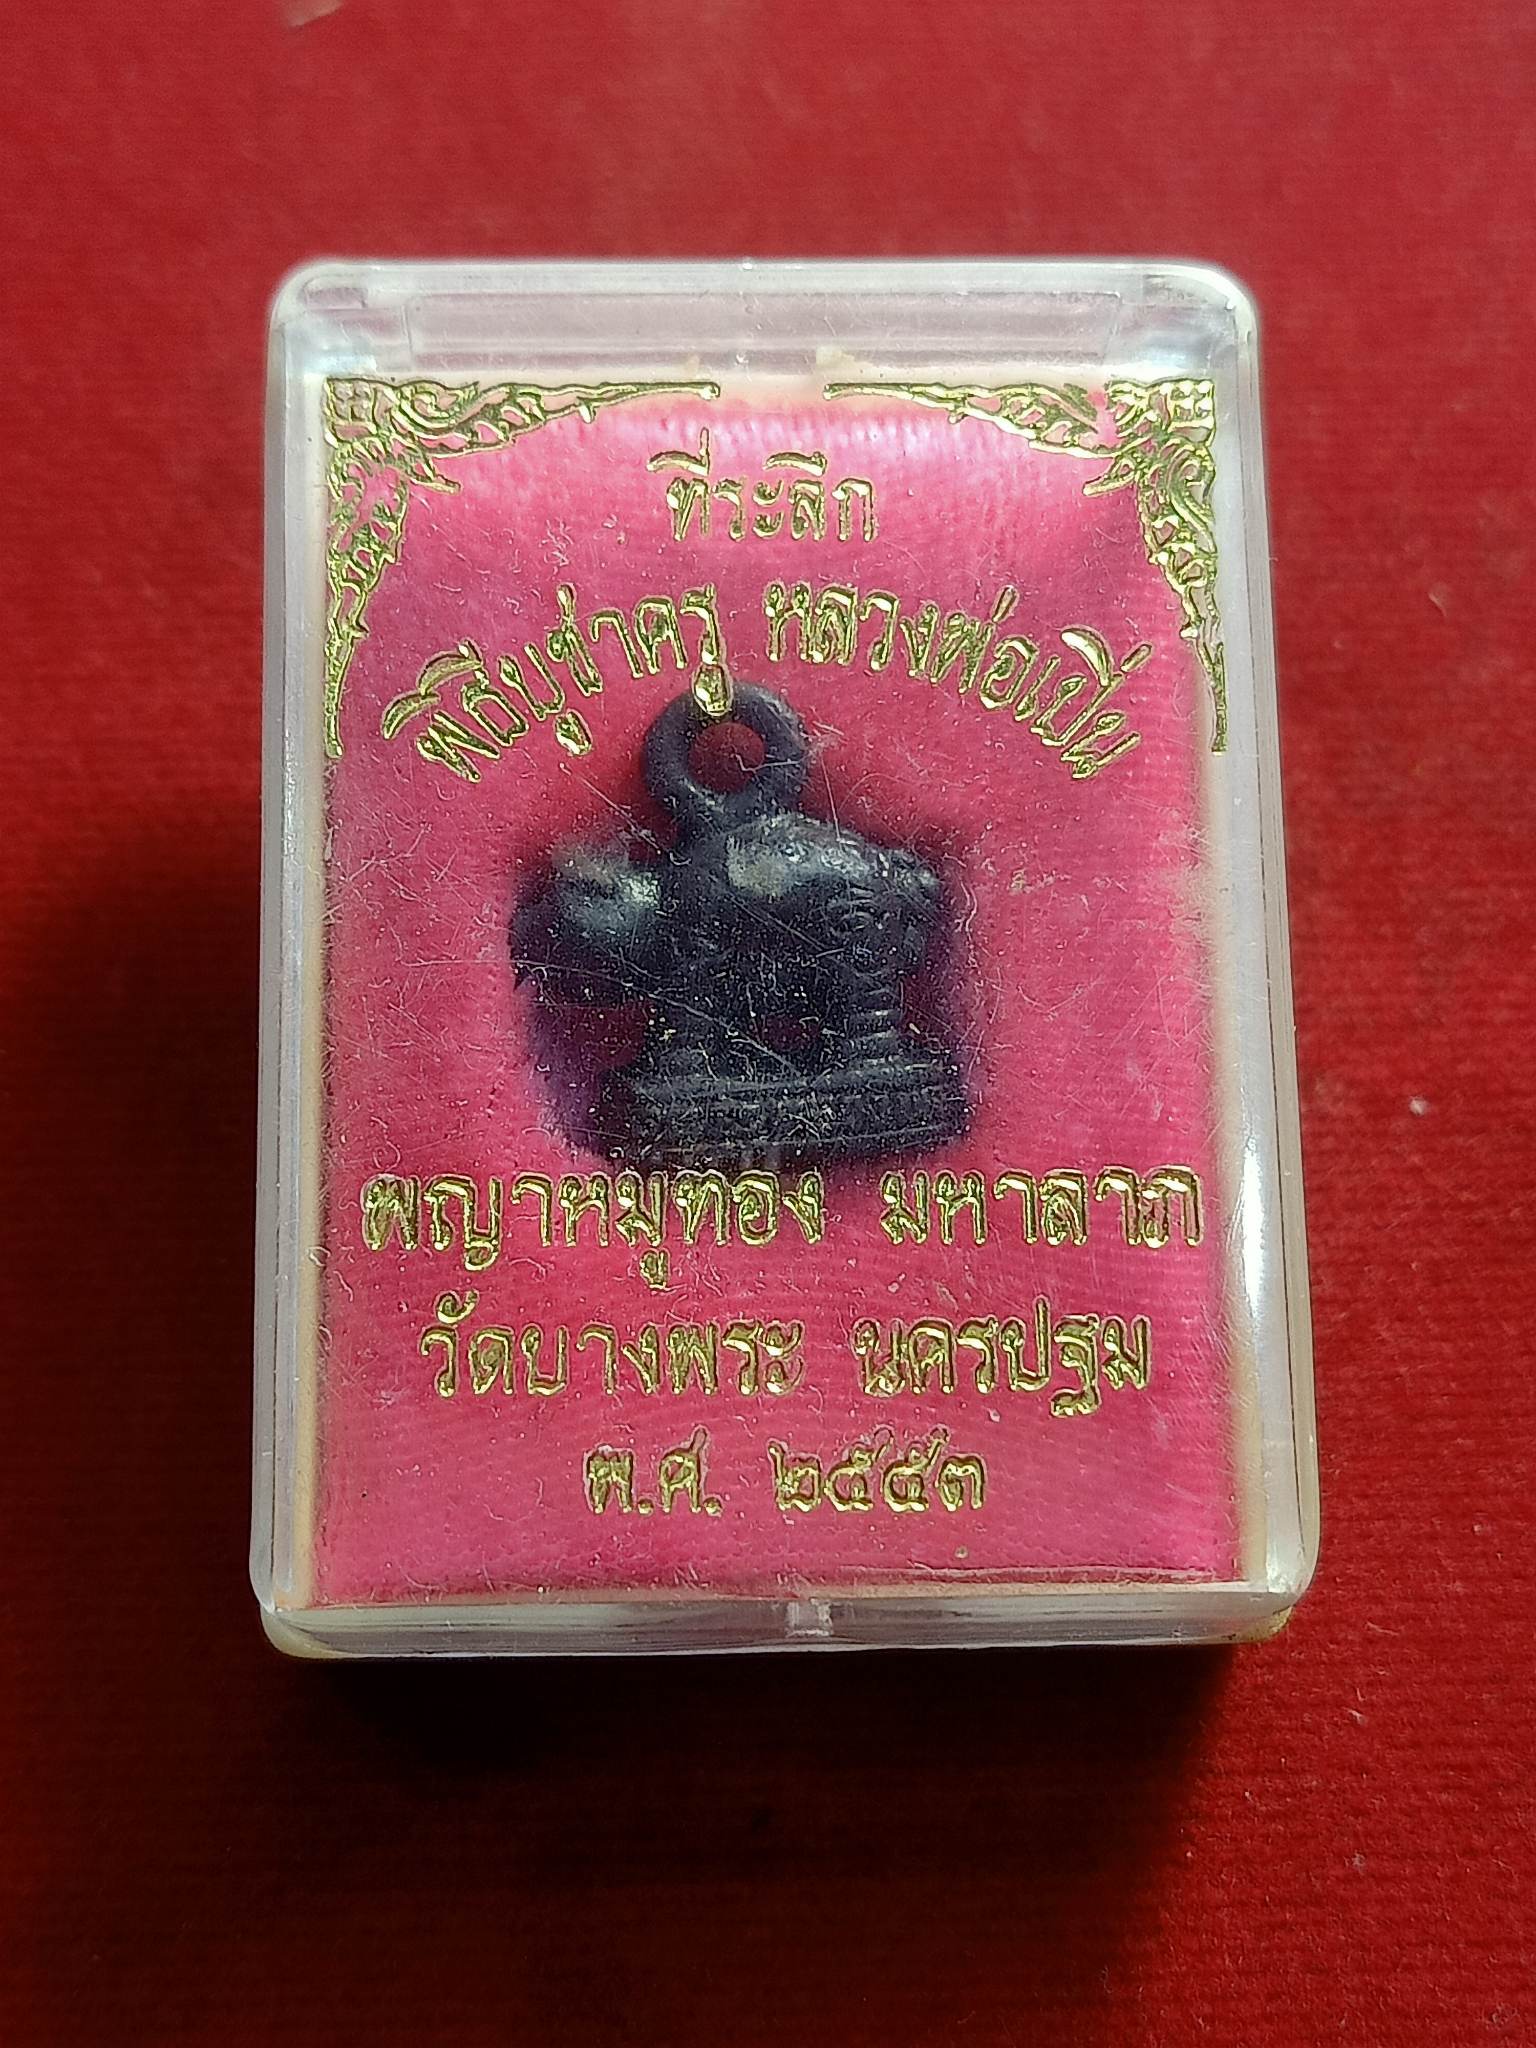 ที่ระลึก
พิธีบูชาครู หลวงพ่อเปิ่น
พญาหมูทอง มหาลาภ
วัดบางพระ นครปฐม
พ.ศ. ๒๕๕๓